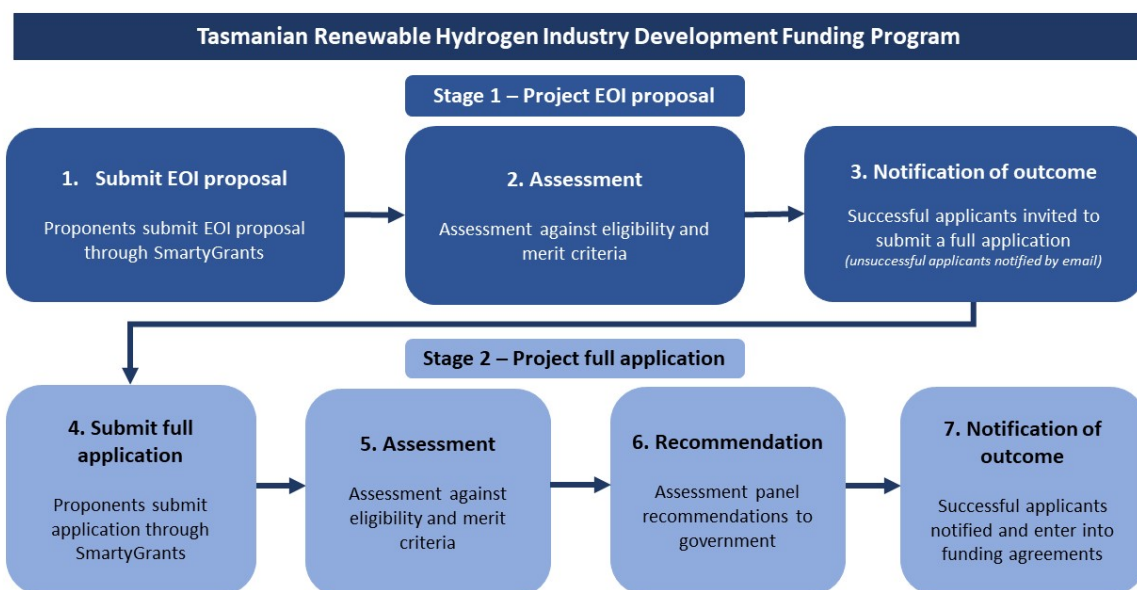 Tasmanian Renewable Hydrogen Industry Development Funding Program
Stage 1 – Project EOI proposal
1. Submit EOI proposal
Proponents submit EOI proposal
through SmartyGrants
2. Assessment
Assessment against eligibility and
merit criteria
3. Notification of outcome
Successful applicants invited to
submit a full application
(unsuccessful applicants notified by email)
Stage 2 – Project full application
4. Submit full
application
Proponents submit
application through
SmartyGrants
5. Assessment
Assessment against
eligibility and merit
criteria
6. Recommendation
Assessment panel
recommendations to
government
7. Notification of
outcome
Successful applicants
notified and enter into
funding agreements